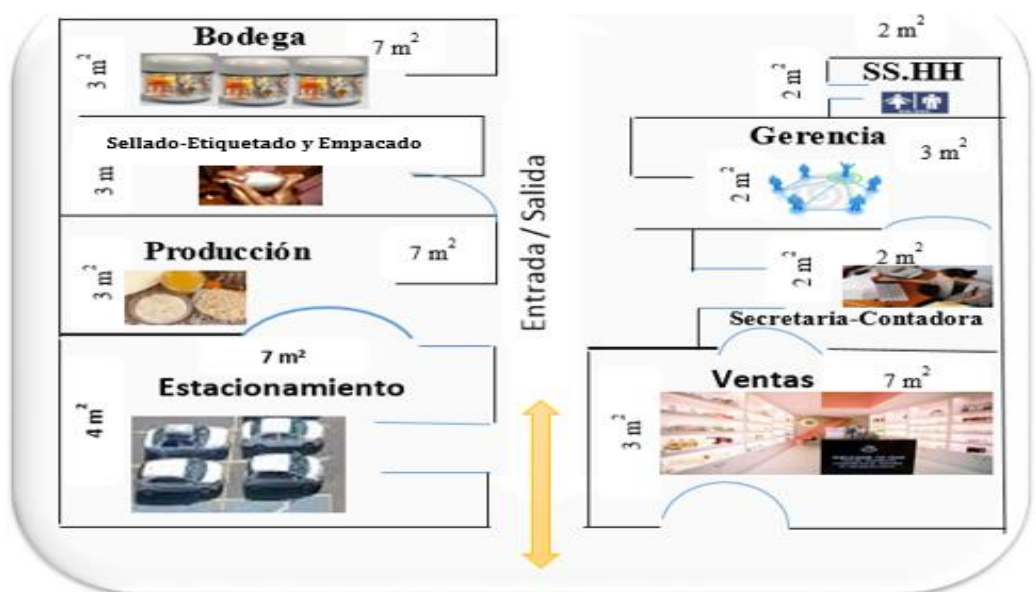 Bodega
7 m²
3 m²
Sellado-Etiquetado y Empacado
3 m
Producción
7 m²
3 m²
7 m²
Estacionamiento
4 m²
Entrada / Salida
2 m²
2 m²
SS.HH
Gerencia
3 m²
2 m²
2 m²
2 m²
Secretaria-Contadora
Ventas
7 m²
3 m²